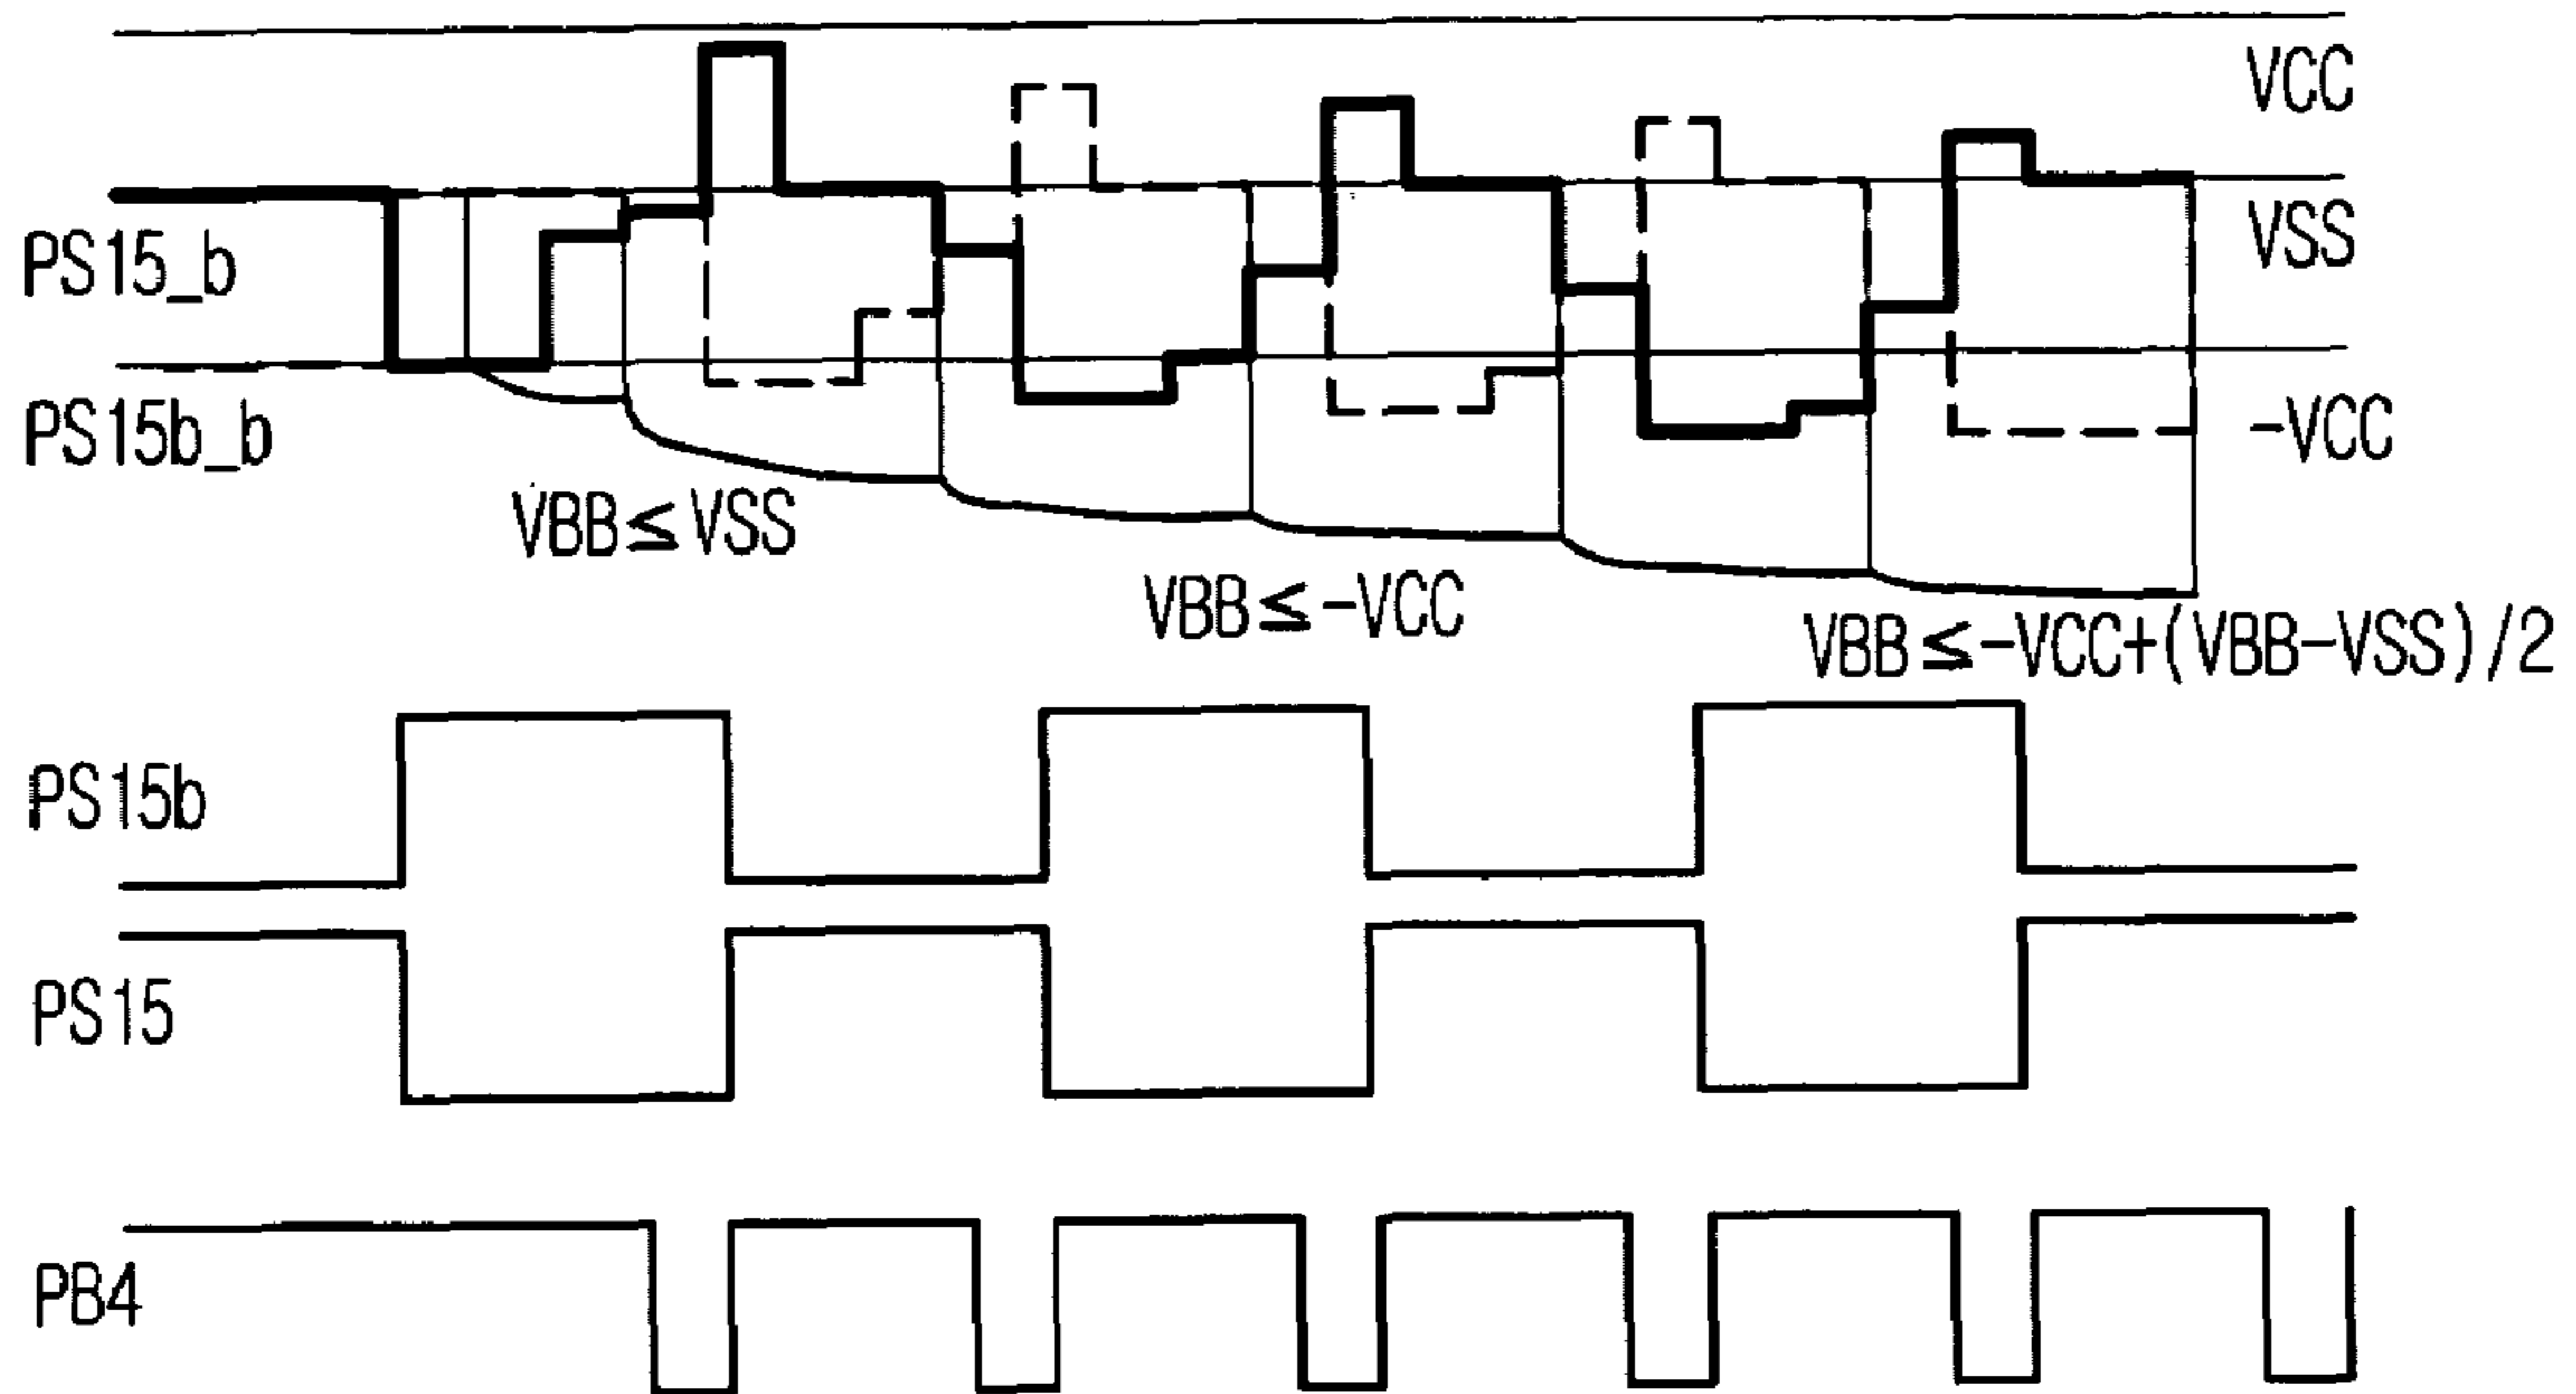 VCC
PS15_b
VSS
PS15b_b
-VCC
VBB ≤ VSS
VBB ≤ -VCC
VBB ≤ -VCC+(VBB-VSS)/2
PS15b
PS15
PB4